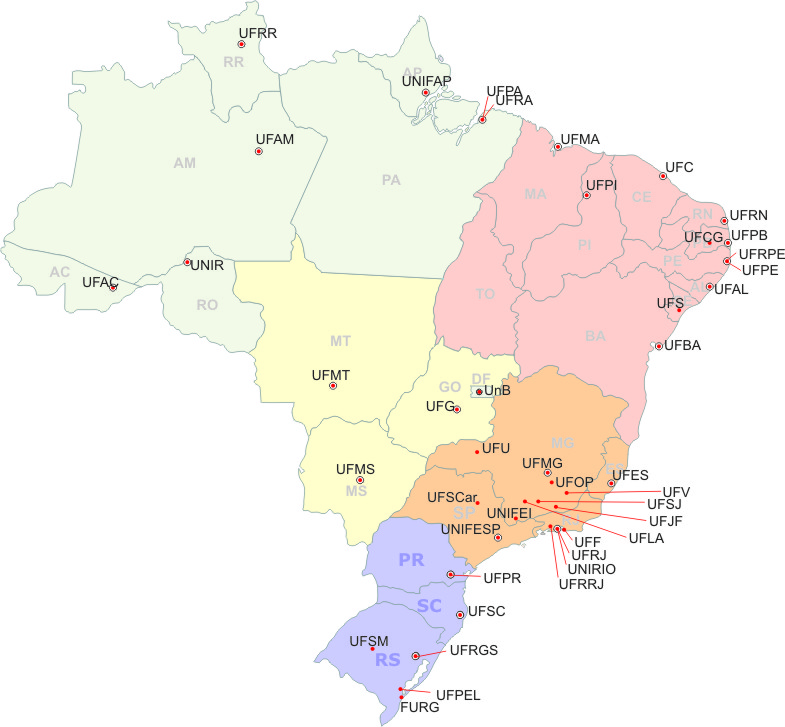 UFRR
RR
AP
UNIFAP
UFPA
UFRA
UFAM
AM
PA
UFMA
UFC
UFPI
MA
CE
RN
UFRN
UFCG
UFPB
PI
PE
UFRPE
UFPE
UNIR
AC
UFAC
RO
TO
AL
UFAL
UFS
SE
BA
UFBA
MT
UFMT
GO
DF
UnB
UFG
UFU
MG
UFMG
ES
UFES
UFOP
UFMS
MS
UFSCar
SP
UNIFEI
UNIFESP
UFV
UFSJ
UFJF
UFLA
UFF
UFRJ
UNIRIO
UFRRJ
PR
UFPR
SC
UFSC
UFSM
RS
UFRGS
UFPEL
FURG